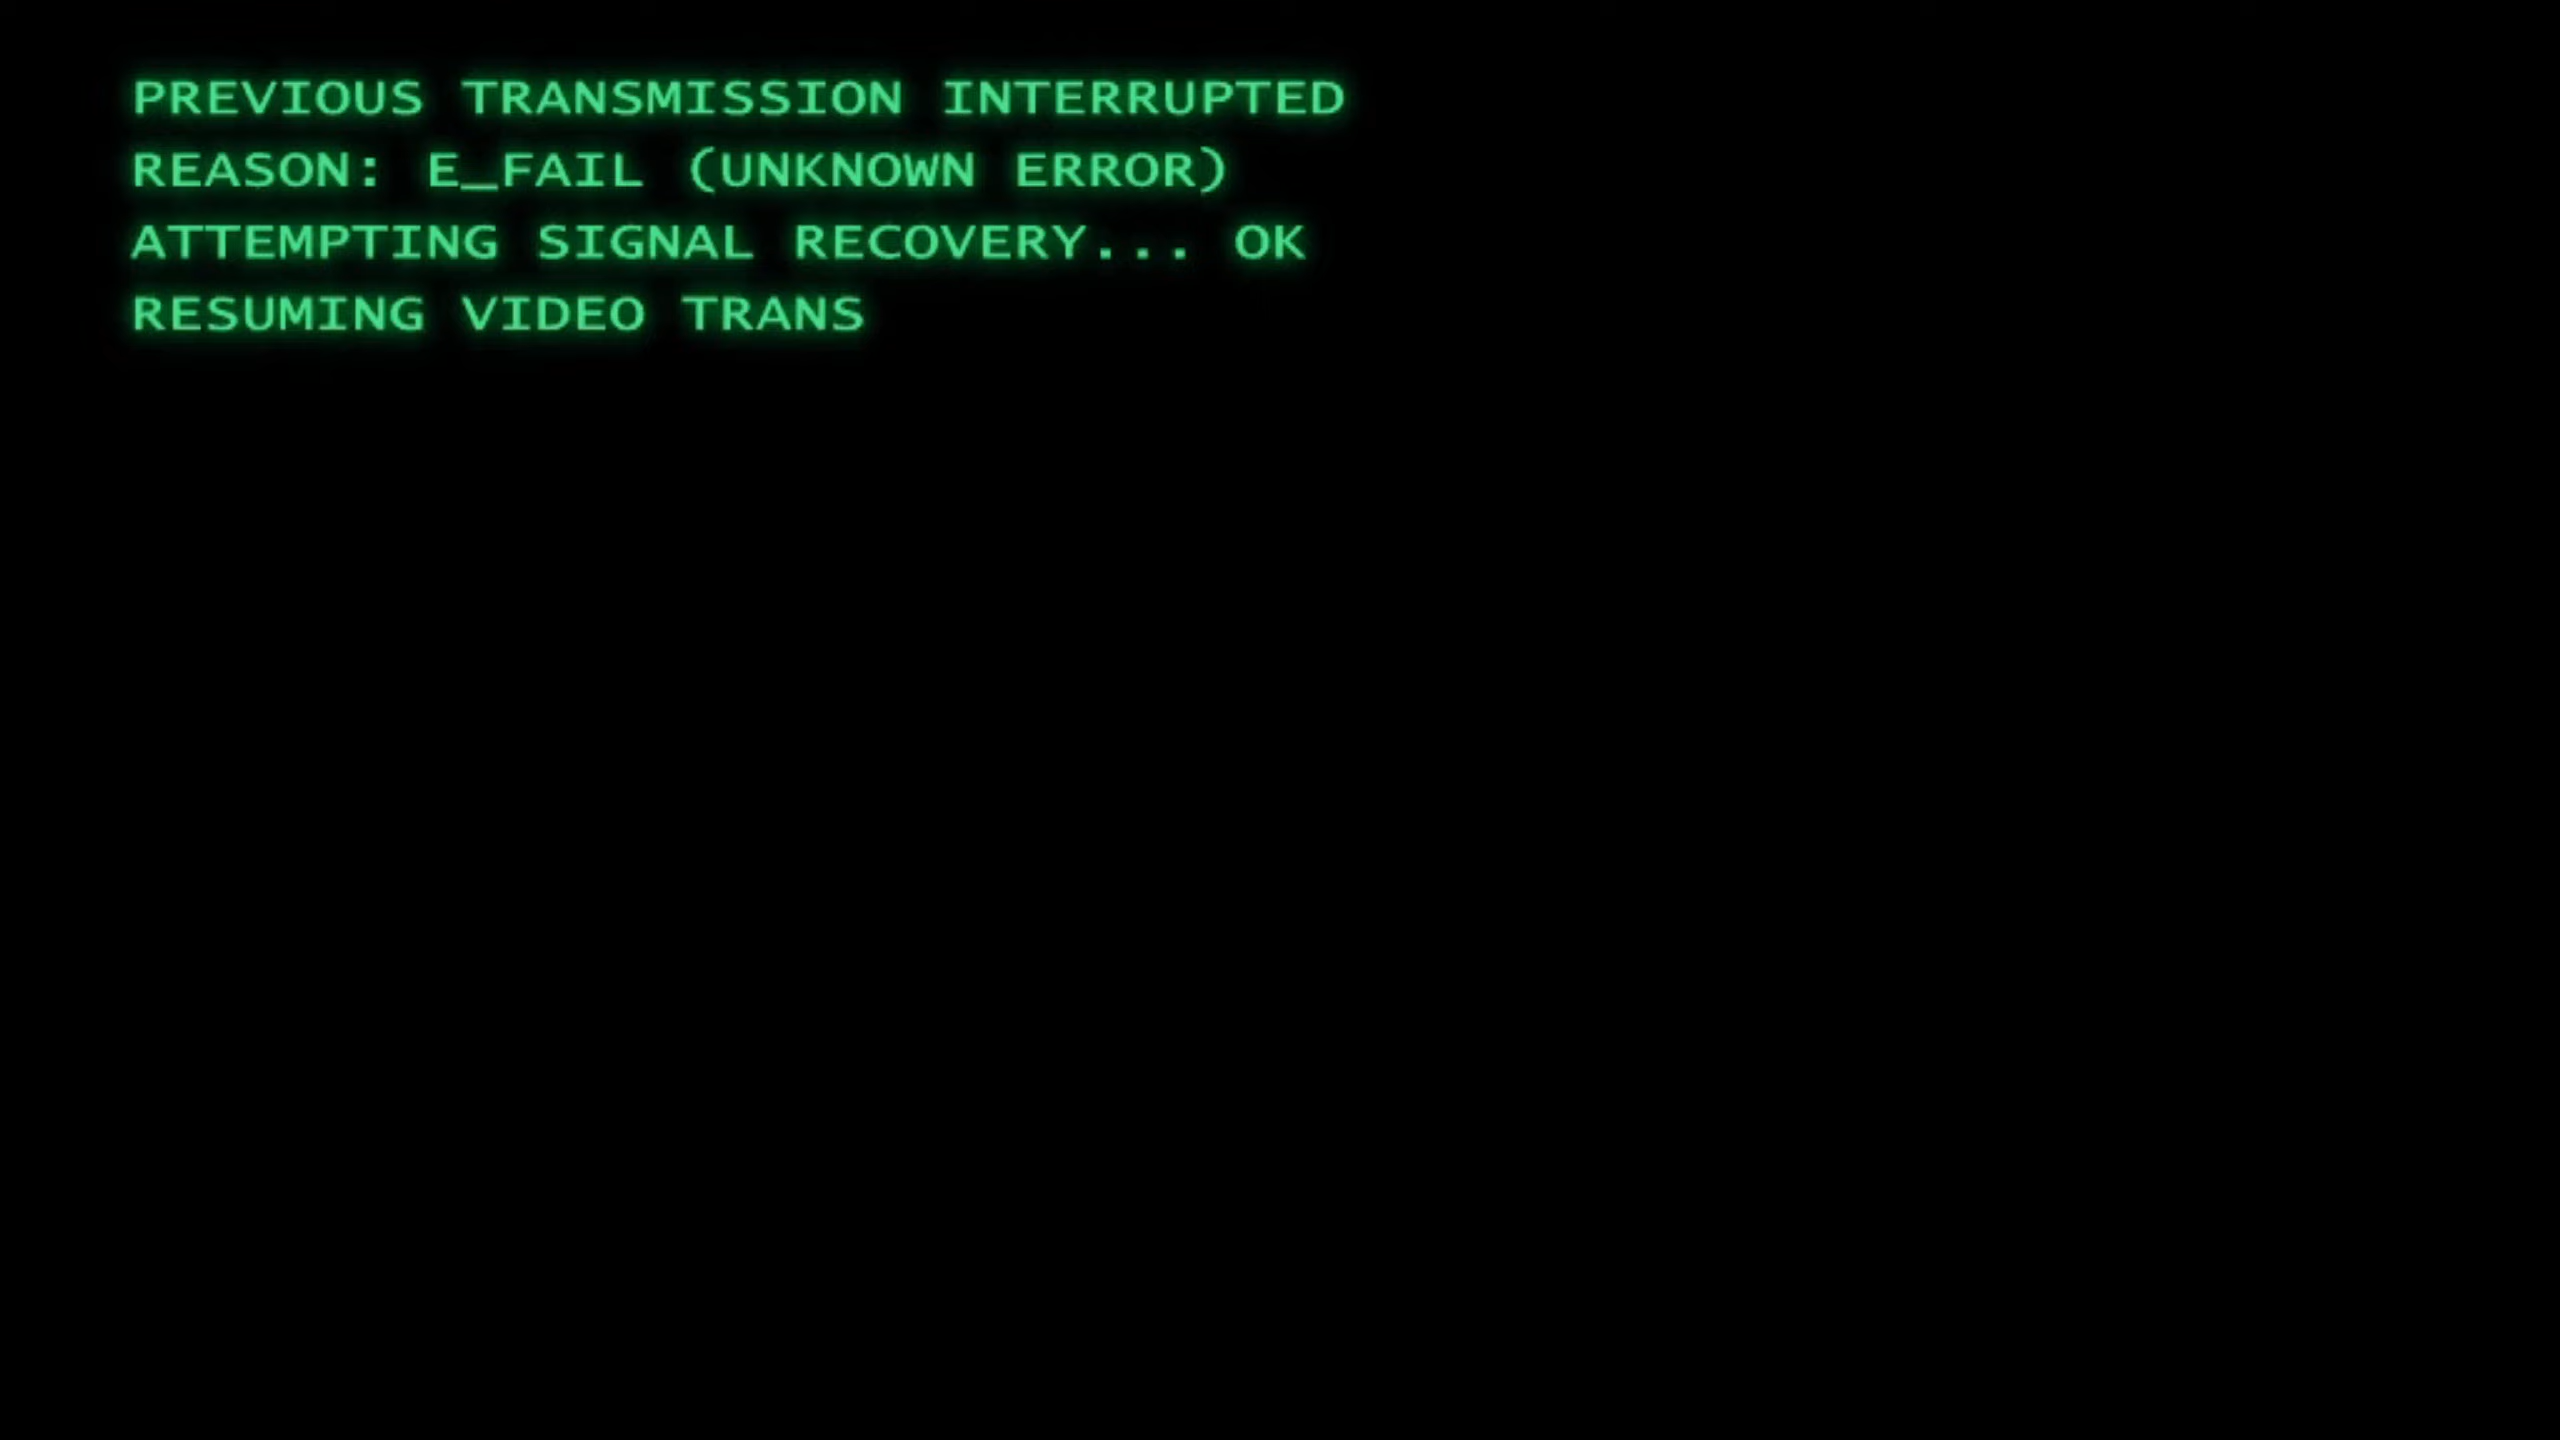 PREVIOUS TRANSMISSION INTERRUPTED
REASON: E_FAIL (UNKNOWN ERROR)
ATTEMPTING SIGNAL RECOVERY... OK
RESUMING VIDEO TRANS